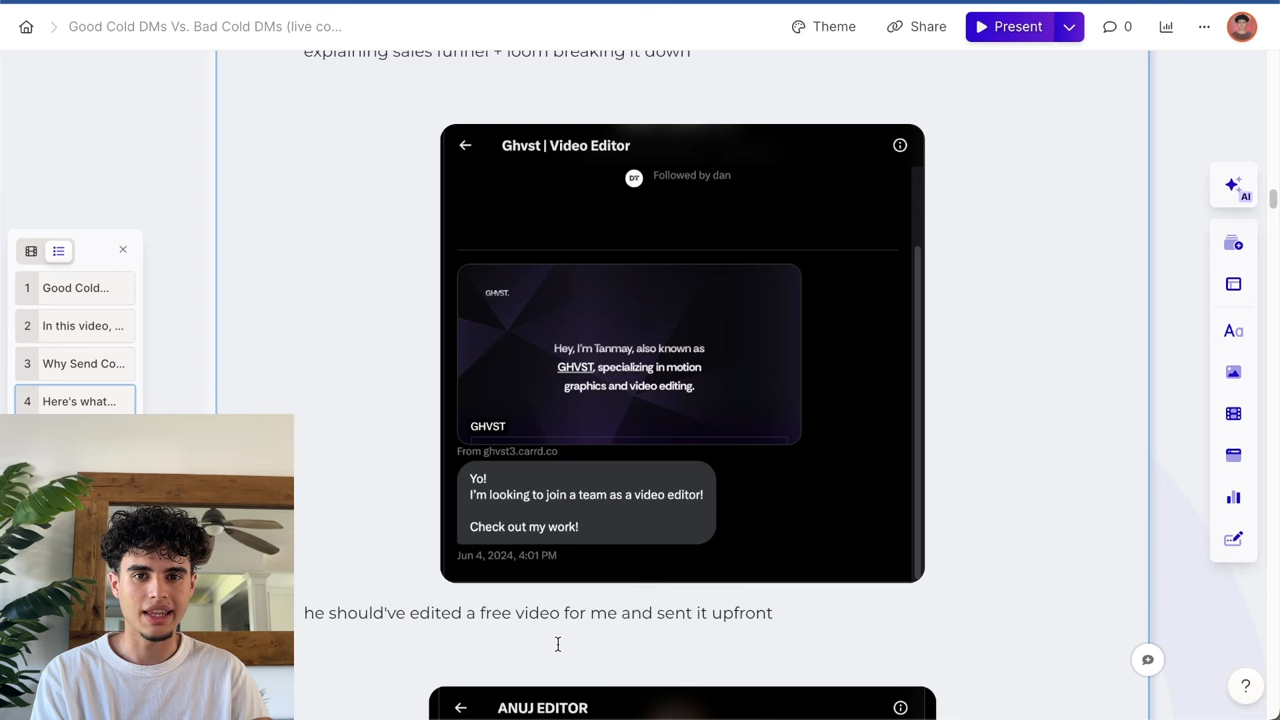 Good Cold DMs Vs. Bad Cold DMs (live co...
Theme
Share
Present
0
explaining sales funnel + loom breaking it down
Ghvst | Video Editor
DT
Followed by dan
GHVST.
Hey, I'm Tanmay, also known as
GHVST, specializing in motion
graphics and video editing.
GHVST
From ghvst3.carrd.co
Yo!
I'm looking to join a team as a video editor!
Check out my work!
Jun 4, 2024, 4:01 PM
he should've edited a free video for me and sent it upfront
ANUJ EDITOR
1 Good Cold...
2 In this video, ...
3 Why Send Co...
4 Here's what...
AI
Aa
?